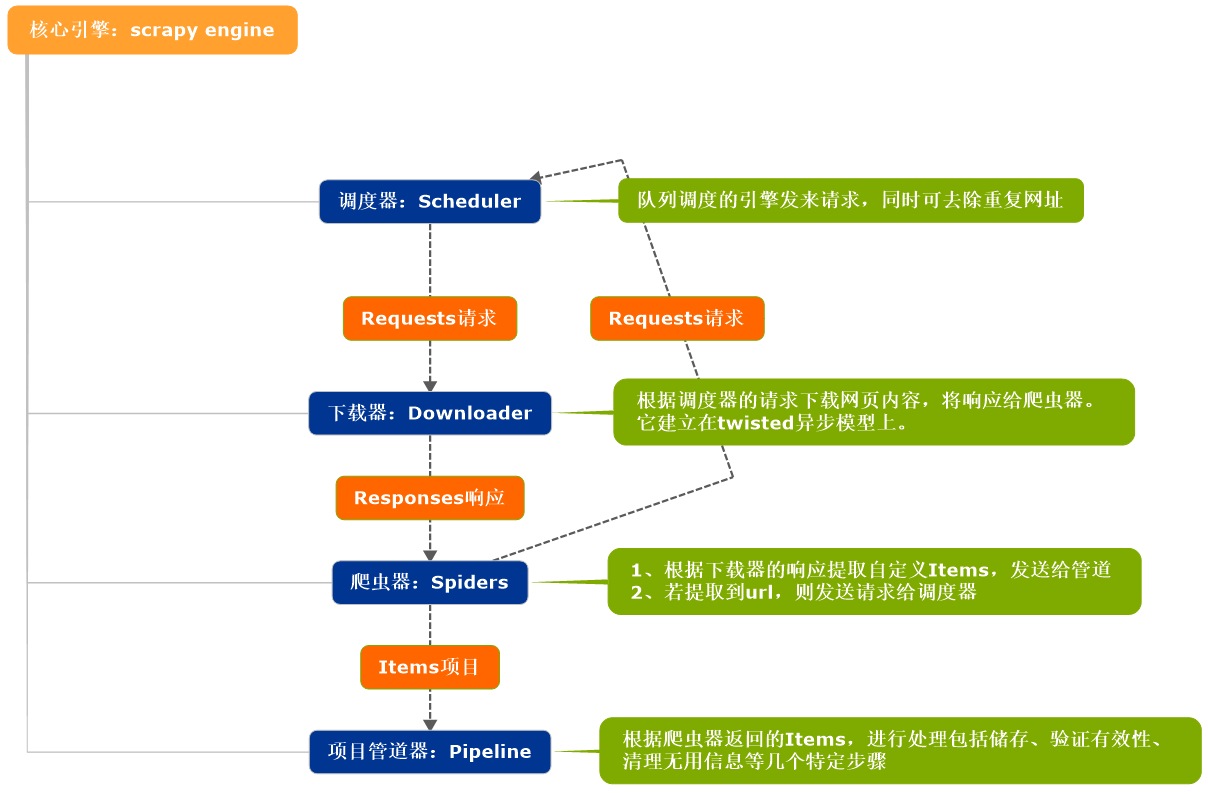 核心引擎：scrapy engine
调度器：Scheduler
队列调度的引擎发来请求，同时可去除重复网址
Requests请求
Requests请求
下载器：Downloader
根据调度器的请求下载网页内容，将响应给爬虫器。
它建立在twisted异步模型上。
Responses响应
爬虫器：Spiders
1、根据下载器的响应提取自定义Items，发送给管道
2、若提取到url，则发送请求给调度器
Items项目
项目管道器：Pipeline
根据爬虫器返回的Items，进行处理包括储存、验证有效性、
清理无用信息等几个特定步骤